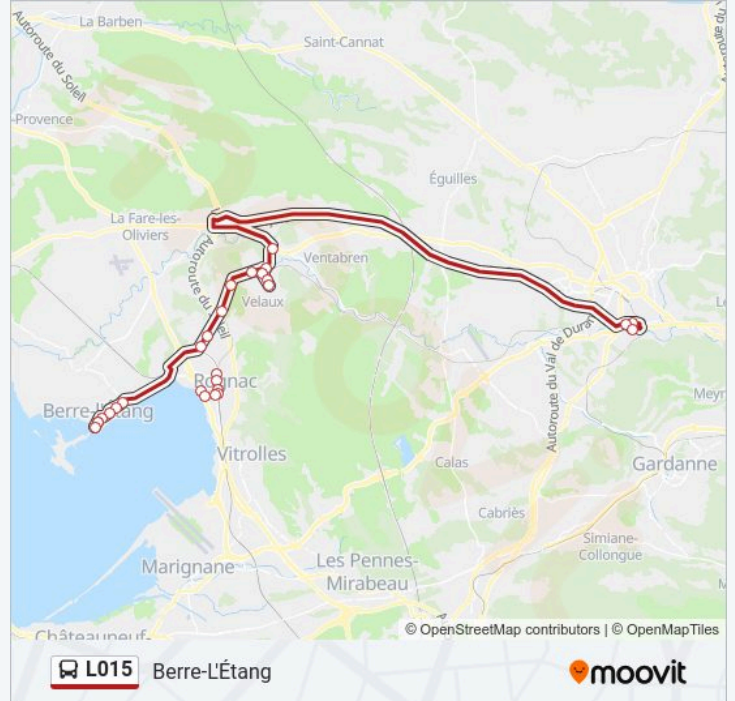 La Barben
Autoroute du Soleil
Saint-Cannat
Provence
Éguilles
La Fare-les-
Oliviers
Ventabren
Autoroute du Soleil
Velaux
Autoroute du Val de Duran
Rognac
Berre-l'Étang
Meyr
Vitrolles
Calas
Gardanne
Cabriès
Simiane-
Collongue
Marignane
Les Pennes-
Mirabeau
Châteauneuf-
© OpenStreetMap contributors | © OpenMapTiles
L015 Berre-L'Étang
moovit